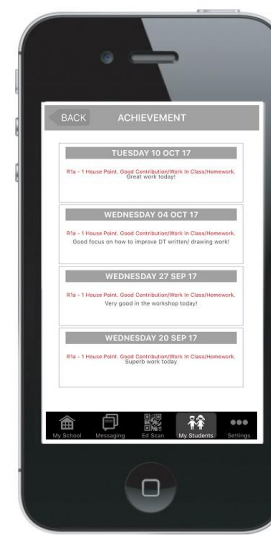 BACK
ACHIEVEMENT
TUESDAY 10 OCT 17
R1a - 1 House Point. Good Contribution/Work in Class/Homework.
Great work today!
WEDNESDAY 04 OCT 17
R1a - 1 House Point. Good Contribution/Work in Class/Homework.
Good focus on how to improve DT written/ drawing work!
WEDNESDAY 27 SEP 17
R1a - 1 House Point. Good Contribution/Work in Class/Homework.
Very good in the workshop today!
WEDNESDAY 20 SEP 17
R1a - 1 House Point. Good Contribution/Work in Class/Homework.
Superb work today
My School Messaging Ed Scan My Students Settings